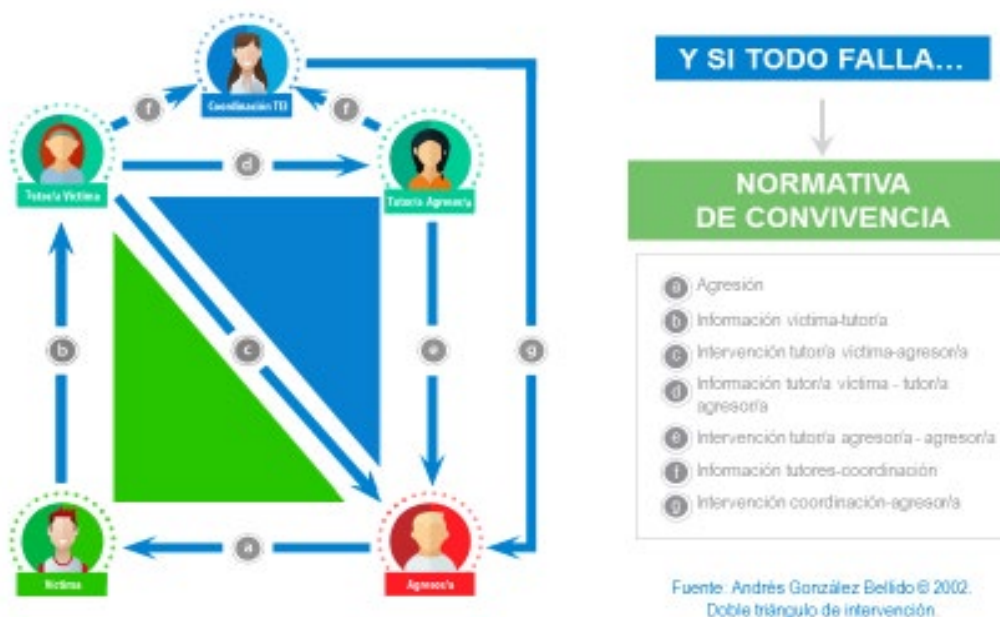 Coordinación TEI
f
f
Tutor/a Víctima
d
Tutor/a Agresor/a
b
c
e
g
a
Víctima
Agresor/a
Y SI TODO FALLA...
NORMATIVA
DE CONVIVENCIA
a Agresión
b Información víctima-tutor/a
c Intervención tutor/a víctima-agresor/a
d Información tutor/a víctima - tutor/a
agresor/a
e Intervención tutor/a agresor/a - agresor/a
f Información tutores-coordinación
g Intervención coordinación-agresor/a
Fuente: Andrés González Bellido © 2002.
Doble triángulo de intervención.